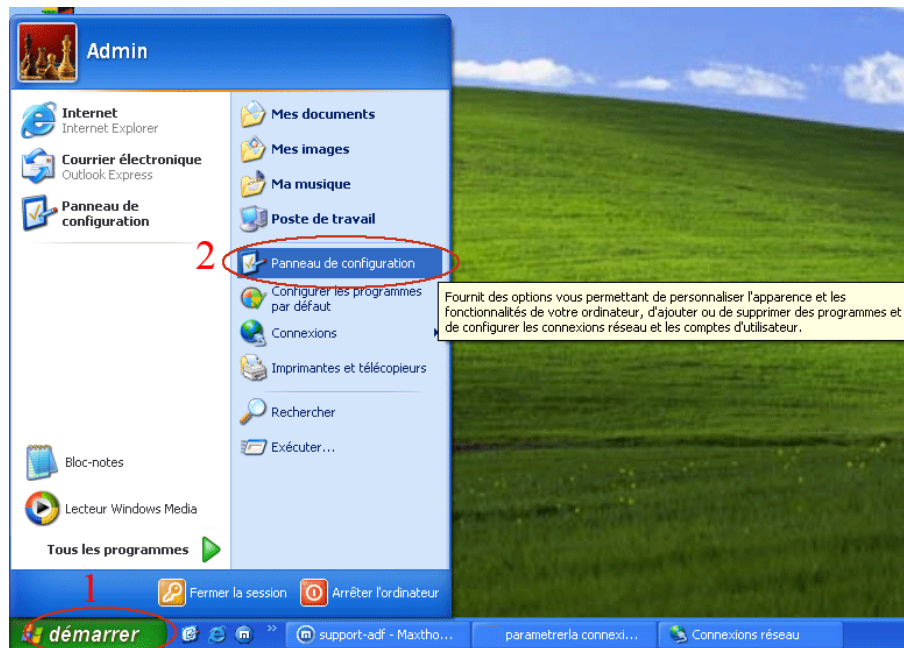 Admin
Internet
Internet Explorer
Courrier électronique
Outlook Express
Panneau de
configuration
Bloc-notes
Lecteur Windows Media
Tous les programmes
Mes documents
Mes images
Ma musique
Poste de travail
2
Panneau de configuration
Configurer les programmes
par défaut
Connexions
Imprimantes et télécopieurs
Rechercher
Exécuter...
Fournit des options vous permettant de personnaliser l'apparence et les
fonctionnalités de votre ordinateur, d'ajouter ou de supprimer des programmes et
de configurer les connexions réseau et les comptes d'utilisateur.
1
Fermer la session
Arrêter l'ordinateur
démarrer
support-adf - Maxtho...
parametrerla connexi...
Connexions réseau